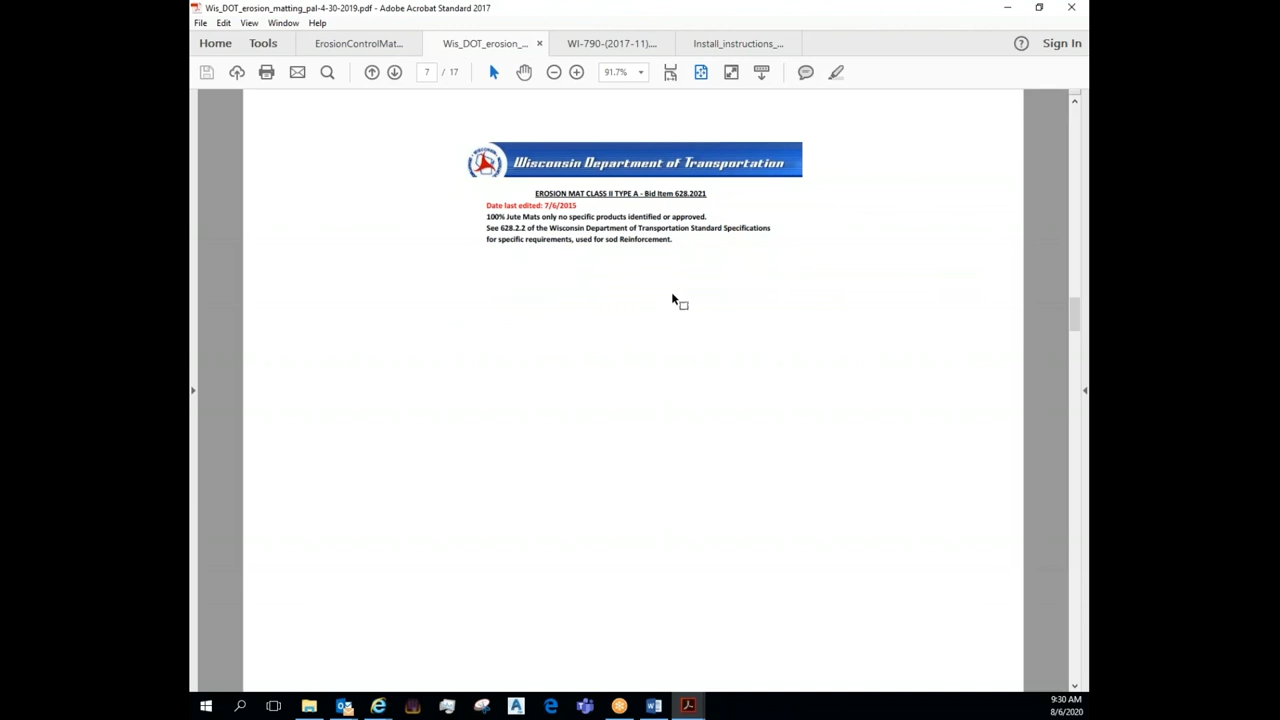 Wis_DOT_erosion_matting_pal-4-30-2019.pdf - Adobe Acrobat Standard 2017
File Edit View Window Help
Home Tools ErosionControlMat... Wis_DOT_erosion_... × WI-790-(2017-11).... Install_instructions_... Sign In
7 / 17 91.7%
Wisconsin Department of Transportation
EROSION MAT CLASS II TYPE A - Bid Item 628.2021
Date last edited: 7/6/2015
100% Jute Mats only no specific products identified or approved.
See 628.2.2 of the Wisconsin Department of Transportation Standard Specifications
for specific requirements, used for sod Reinforcement.
9:30 AM
8/6/2020